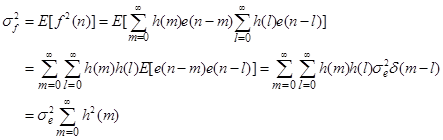 σ_f^2 = E[f^2(n)] = E[∑_{m=0}^{∞} h(m)e(n−m) ∑_{l=0}^{∞} h(l)e(n−l)]
= ∑_{m=0}^{∞} ∑_{l=0}^{∞} h(m)h(l)E[e(n−m)e(n−l)] = ∑_{m=0}^{∞} ∑_{l=0}^{∞} h(m)h(l)σ_e^2 δ(m−l)
= σ_e^2 ∑_{m=0}^{∞} h^2(m)